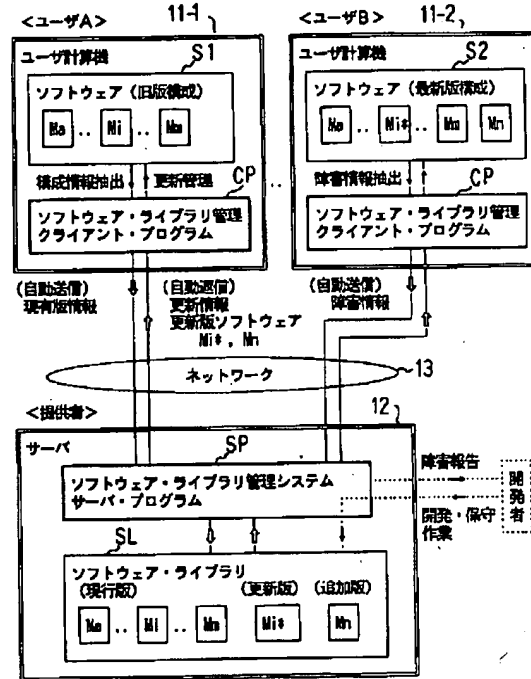 <ユーザA> 11-1
<ユーザB> 11-2
ユーザ計算機 S1
ソフトウェア (旧版構成)
Ma .. Mi .. Mm
構成情報抽出 更新管理
CP
ソフトウェア・ライブラリ管理
クライアント・プログラム
ユーザ計算機 S2
ソフトウェア (最新版構成)
Ma .. Mi* .. Mm Mn
障害情報抽出
CP
ソフトウェア・ライブラリ管理
クライアント・プログラム
..
(自動送信)
現有版情報
(自動返信)
更新情報
更新版ソフトウェア
Mi*, Mn
(自動送信)
障害情報
ネットワーク 13
<提供者> 12
サーバ SP
ソフトウェア・ライブラリ管理システム
サーバ・プログラム
障害報告
開発・保守
作業
開発者
SL
ソフトウェア・ライブラリ
(現行版) (更新版) (追加版)
Ma .. Mi .. Mm Mi* Mn